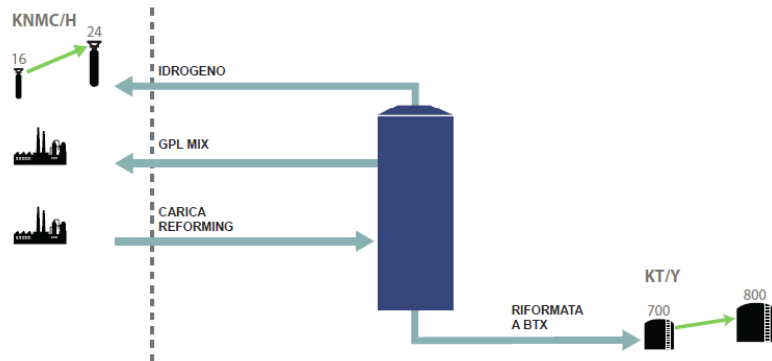 KNMC/H
24
16
IDROGENO
GPL MIX
CARICA
REFORMING
KT/Y
800
700
RIFORMATA
A BTX